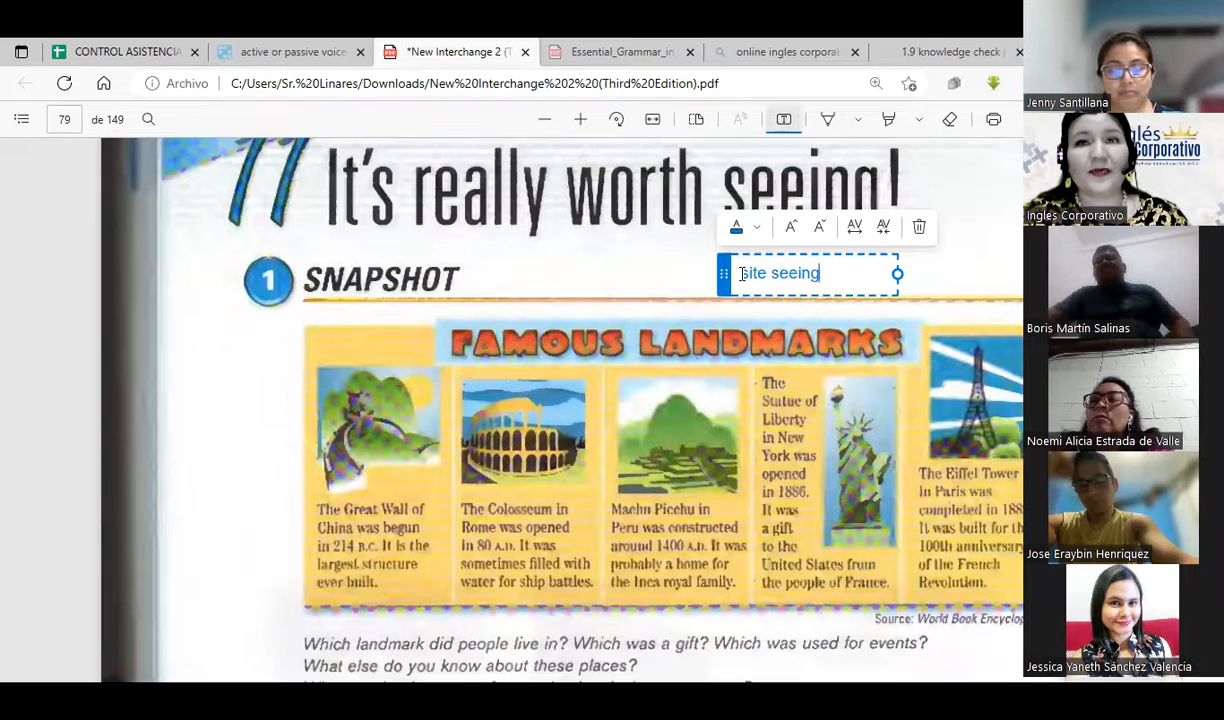 CONTROL ASISTENCIA
active or passive voice
*New Interchange 2 (T
Essential_Grammar_in
online ingles corporat
1.9 knowledge check
Archivo
C:/Users/Sr.%20Linares/Downloads/New%20Interchange%202%20(Third%20Edition).pdf
79
de 149
11
It's really worth seeing!
site seeing
1
SNAPSHOT
FAMOUS LANDMARKS
The Great Wall of
China was begun
in 214 B.C. It is the
largest structure
ever built.
The Colosseum in
Rome was opened
in 80 A.D. It was
sometimes filled with
water for ship battles.
Machu Picchu in
Peru was constructed
around 1400 A.D. It was
probably a home for
the Inca royal family.
The
Statue of
Liberty
in New
York was
opened
in 1886.
It was
a gift
to the
United States from
the people of France.
The Eiffel Tower
in Paris was
completed in 188
It was built for th
100th anniversary
of the French
Revolution.
Source: World Book Encyclop
Which landmark did people live in? Which was a gift? Which was used for events?
What else do you know about these places?
Jenny Santillana
Inglés
Corporativo
Ingles Corporativo
Boris Martín Salinas
Noemi Alicia Estrada de Valle
Jose Eraybin Henriquez
Jessica Yaneth Sánchez Valencia